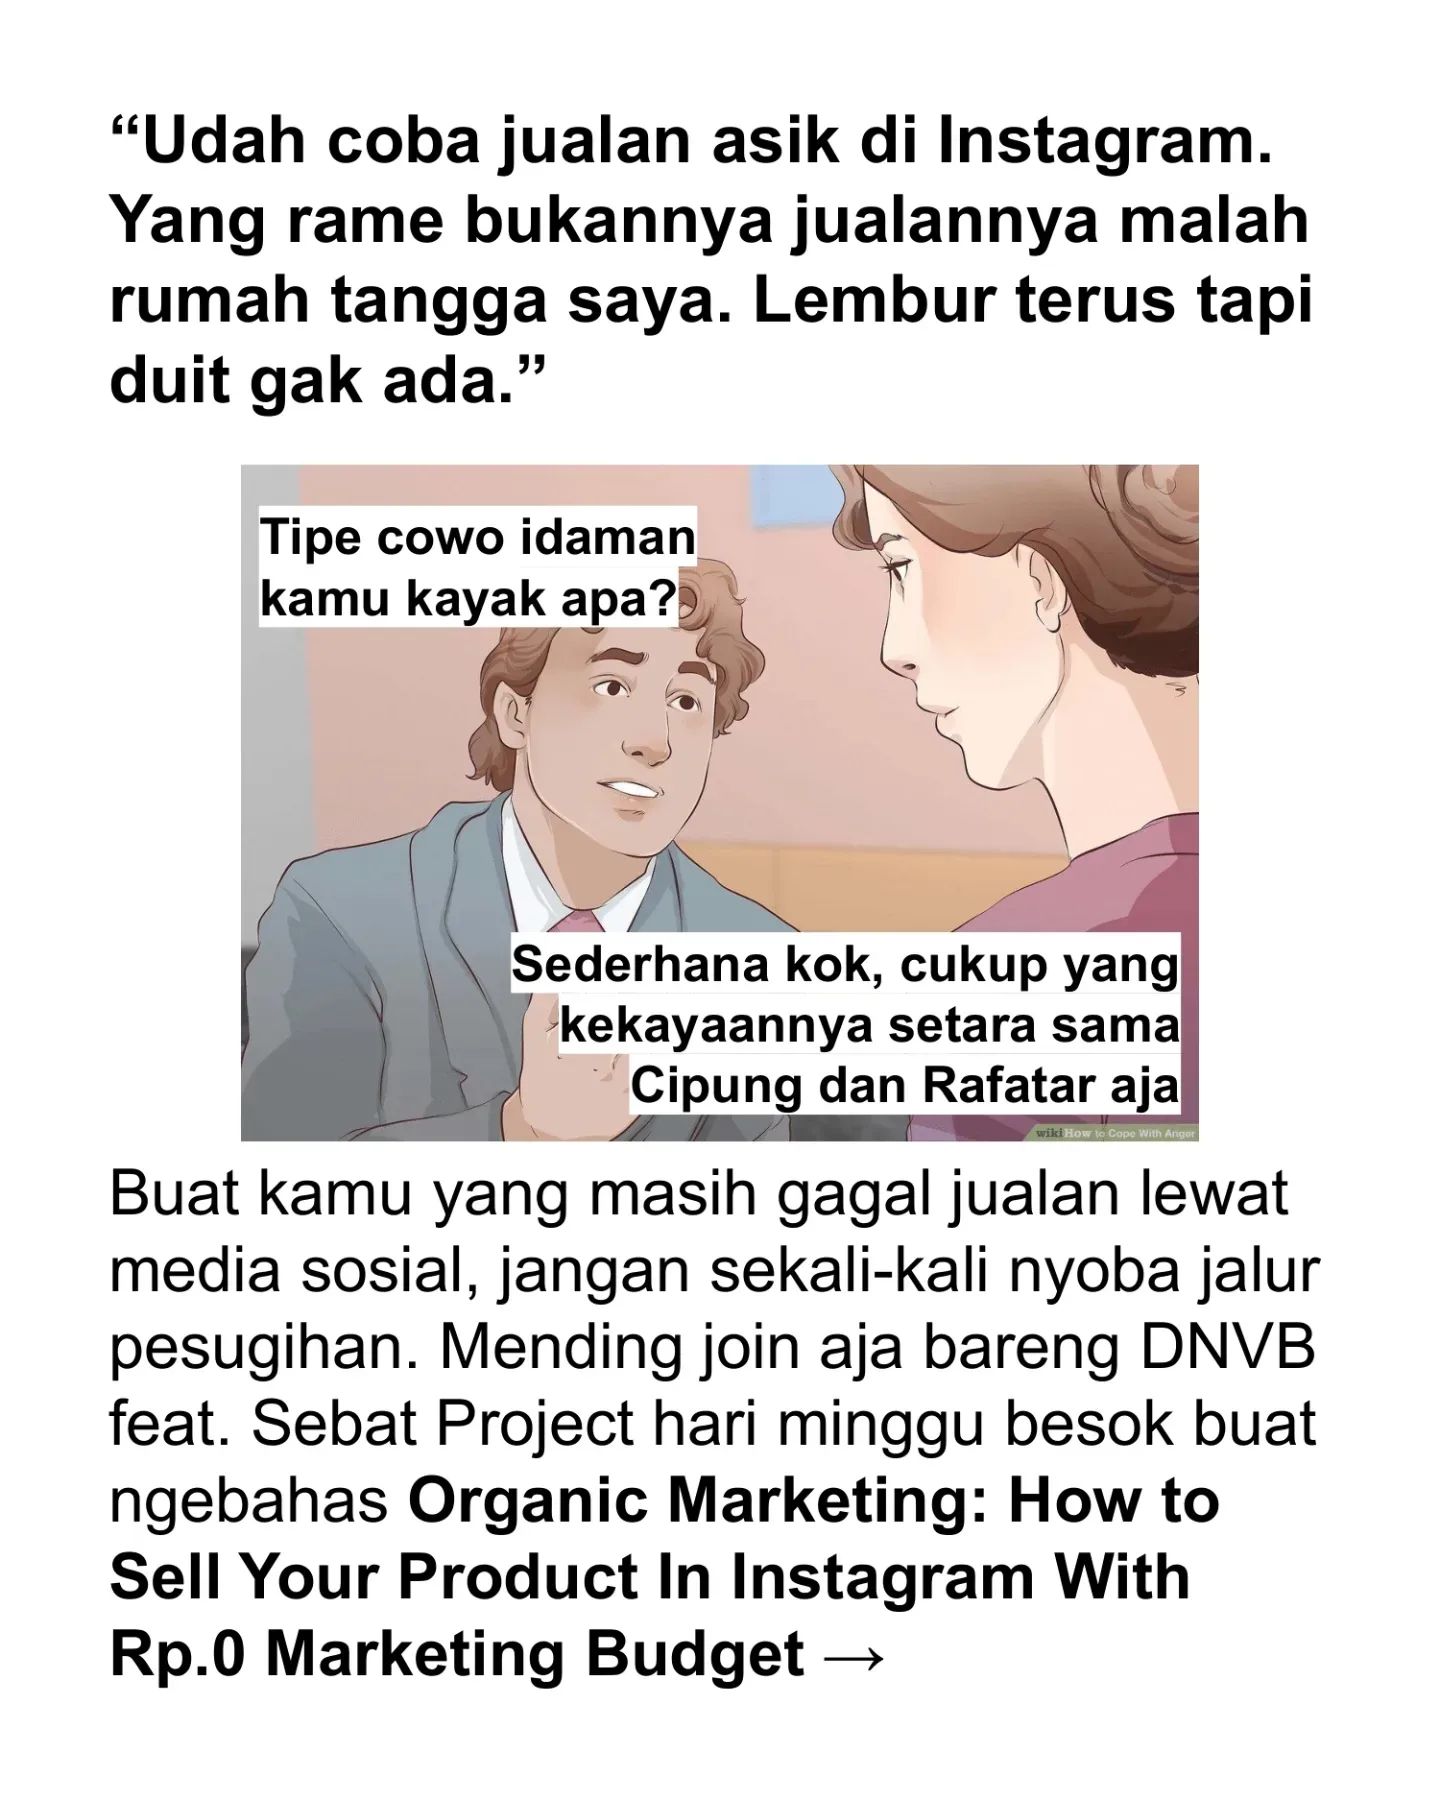 “Udah coba jualan asik di Instagram.
Yang rame bukannya jualannya malah
rumah tangga saya. Lembur terus tapi
duit gak ada.”
Tipe cowo idaman
kamu kayak apa?
Sederhana kok, cukup yang
kekayaannya setara sama
Cipung dan Rafatar aja
wikiHow to Cope With Anger
Buat kamu yang masih gagal jualan lewat
media sosial, jangan sekali-kali nyoba jalur
pesugihan. Mending join aja bareng DNVB
feat. Sebat Project hari minggu besok buat
ngebahas Organic Marketing: How to
Sell Your Product In Instagram With
Rp.0 Marketing Budget →